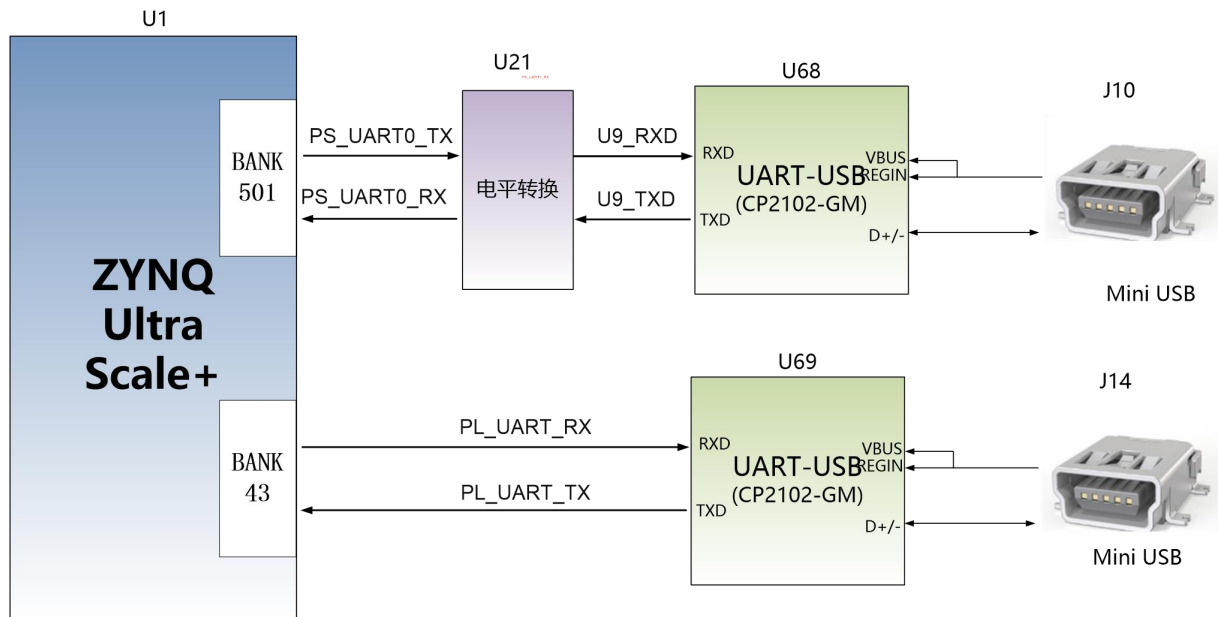 U1
U21
PS_UART1_RX
U68
J10
PS_UART0_TX
U9_RXD
RXD
VBUS
REGIN
BANK
501
UART-USB
(CP2102-GM)
PS_UART0_RX
电平转换
U9_TXD
TXD
D+/-
ZYNQ
Ultra
Scale+
Mini USB
U69
J14
PL_UART_RX
RXD
VBUS
REGIN
BANK
43
UART-USB
(CP2102-GM)
PL_UART_TX
TXD
D+/-
Mini USB